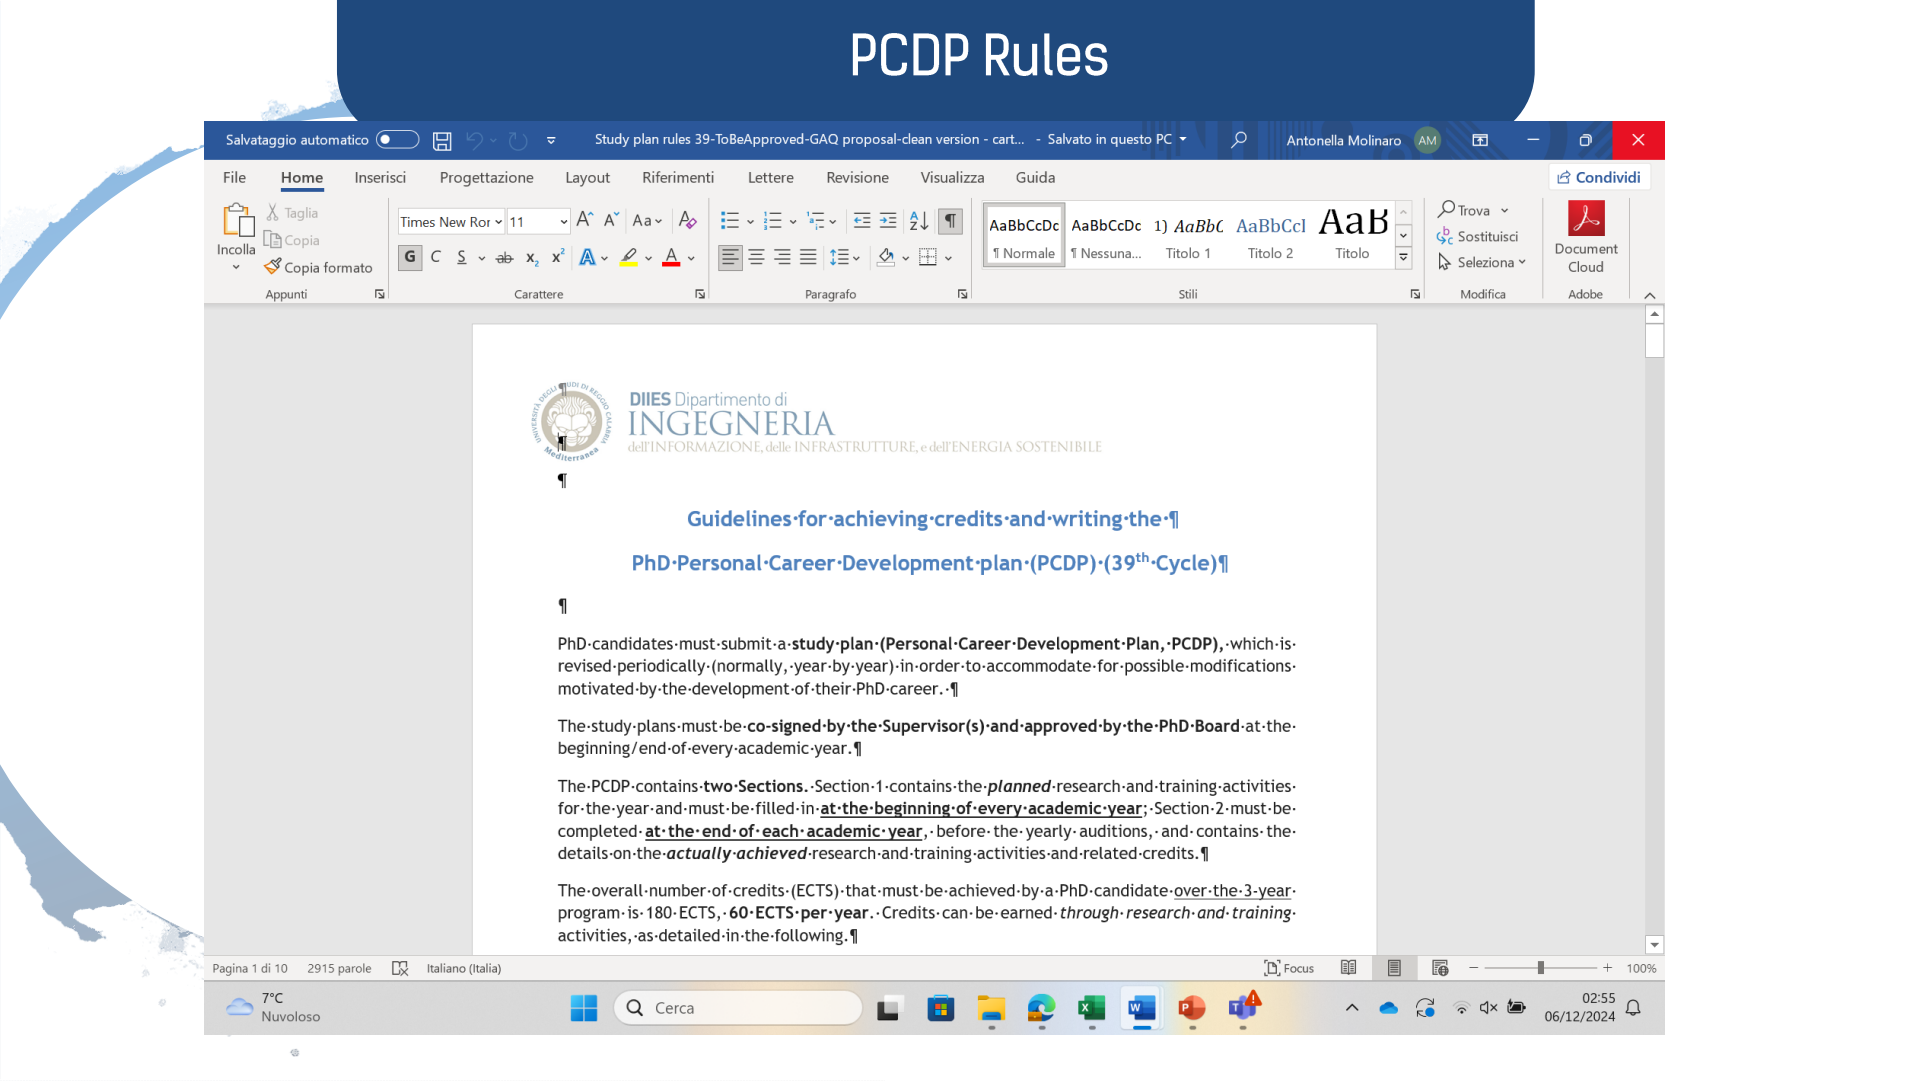 PCDP Rules
Salvataggio automatico
Study plan rules 39-ToBeApproved-GAQ proposal-clean version - cart... - Salvato in questo PC
Antonella Molinaro AM
File Home Inserisci Progettazione Layout Riferimenti Lettere Revisione Visualizza Guida
Condividi
Incolla
Taglia
Copia
Copia formato
Appunti
Times New Ror 11
Aa
G C S ab x₂ x² A A
Carattere
Paragrafo
AaBbCcDc AaBbCcDc 1) AaBbC AaBbCcI AaB
¶ Normale ¶ Nessuna... Titolo 1 Titolo 2 Titolo
Stili
Trova
Sostituisci
Seleziona
Modifica
Document
Cloud
Adobe
UNIVERSITÀ DEGLI STUDI DI REGGIO CALABRIA
Mediterranea
DIIES Dipartimento di
INGEGNERIA
dell'INFORMAZIONE, delle INFRASTRUTTURE, e dell'ENERGIA SOSTENIBILE
¶
¶
¶
Guidelines·for·achieving·credits·and·writing·the·¶
PhD·Personal·Career·Development·plan·(PCDP)·(39th·Cycle)¶
¶
PhD·candidates·must·submit·a·study·plan·(Personal·Career·Development·Plan,·PCDP),·which·is·
revised·periodically·(normally,·year·by·year)·in·order·to·accommodate·for·possible·modifications·
motivated·by·the·development·of·their·PhD·career.·¶
The·study·plans·must·be·co-signed·by·the·Supervisor(s)·and·approved·by·the·PhD·Board·at·the·
beginning/end·of·every·academic·year.¶
The·PCDP·contains·two·Sections.·Section·1·contains·the·planned·research·and·training·activities·
for·the·year·and·must·be·filled·in·at·the·beginning·of·every·academic·year;·Section·2·must·be·
completed·at·the·end·of·each·academic·year,·before·the·yearly·auditions,·and·contains·the·
details·on·the·actually·achieved·research·and·training·activities·and·related·credits.¶
The·overall·number·of·credits·(ECTS)·that·must·be·achieved·by·a·PhD·candidate·over·the·3-year·
program·is·180·ECTS,·60·ECTS·per·year.·Credits·can·be·earned·through·research·and·training·
activities,·as·detailed·in·the·following.¶
Pagina 1 di 10 2915 parole Italiano (Italia) Focus 100%
7°C
Nuvoloso
Cerca
02:55
06/12/2024